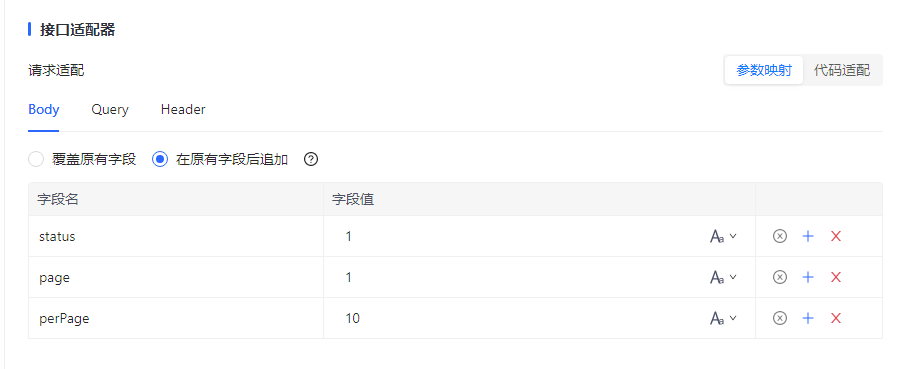 接口适配器
请求适配 参数映射 代码适配
Body Query Header
覆盖原有字段 在原有字段后追加
字段名 字段值
status 1
page 1
perPage 10